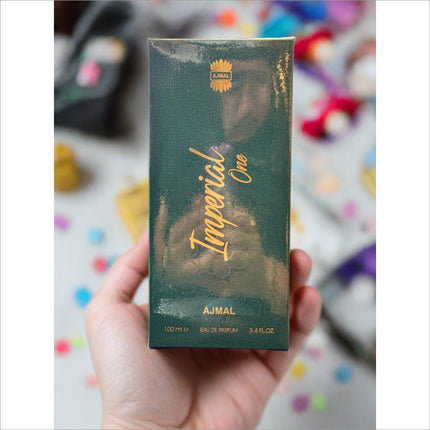 AJMAL
Imperial
One
AJMAL
100 ml e EAU DE PARFUM 3.4 FL.OZ